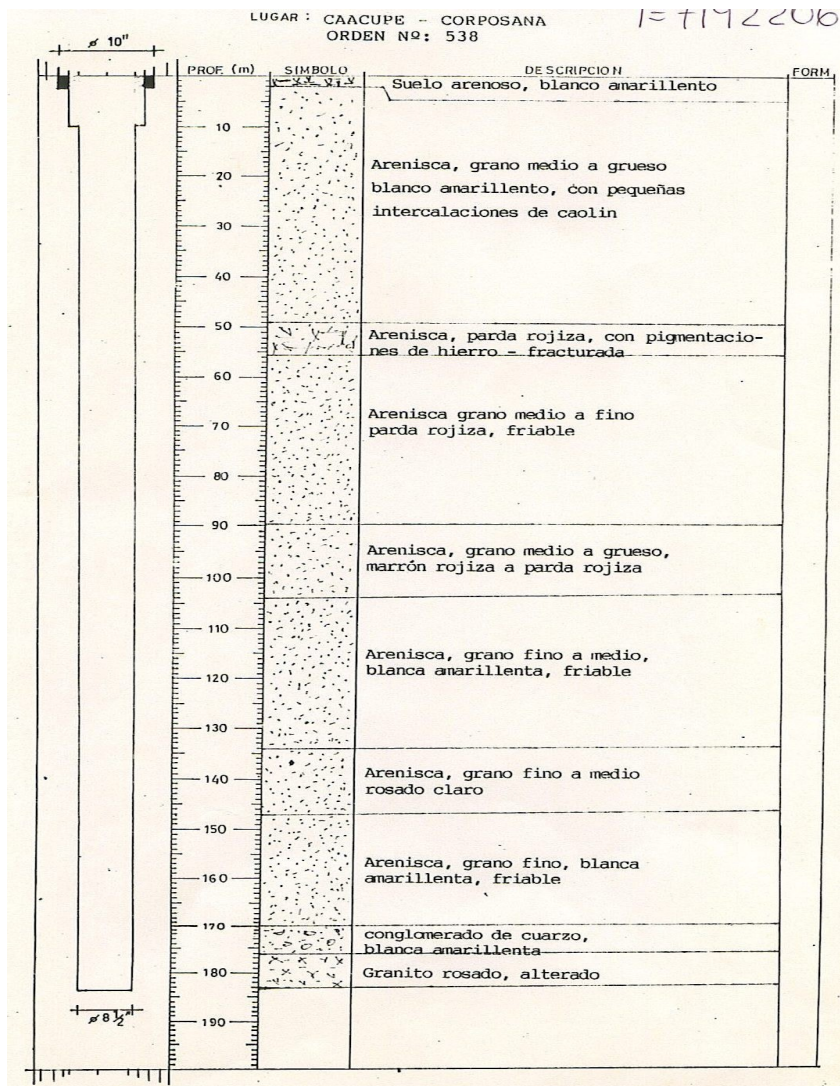 LUGAR : CAACUPE - CORPOSANA
ORDEN Nº: 538
ø 10"
PROF. (m) SIMBOLO DESCRIPCION FORM
Suelo arenoso, blanco amarillento
10
Arenisca, grano medio a grueso
20
blanco amarillento, con pequeñas
intercalaciones de caolin
30
40
50
Arenisca, parda rojiza, con pigmentacio-
nes de hierro - fracturada
60
Arenisca grano medio a fino
70
parda rojiza, friable
80
90
Arenisca, grano medio a grueso,
marrón rojiza a parda rojiza
100
110
Arenisca, grano fino a medio,
blanca amarillenta, friable
120
130
Arenisca, grano fino a medio
140
rosado claro
150
Arenisca, grano fino, blanca
160
amarillenta, friable
170
conglomerado de cuarzo,
blanca amarillenta
180
Granito rosado, alterado
ø 8 ½"
190